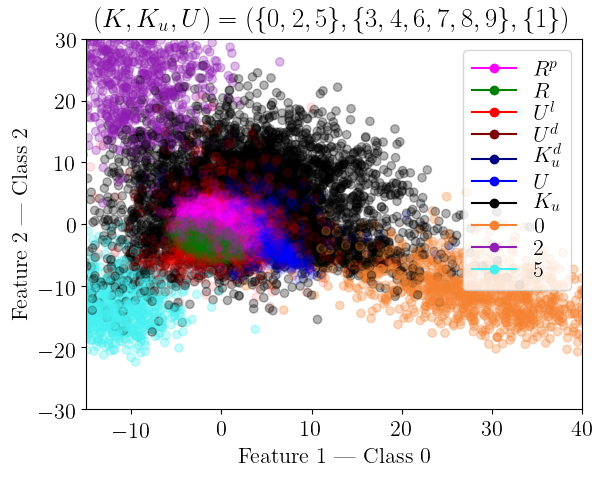 (K, K_u, U) = ({0, 2, 5}, {3, 4, 6, 7, 8, 9}, {1})
30
20
10
0
−10
−20
−30
Feature 2 — Class 2
R^p
R
U^l
U^d
K_u^d
U
K_u
0
2
5
−10
0
10
20
30
40
Feature 1 — Class 0